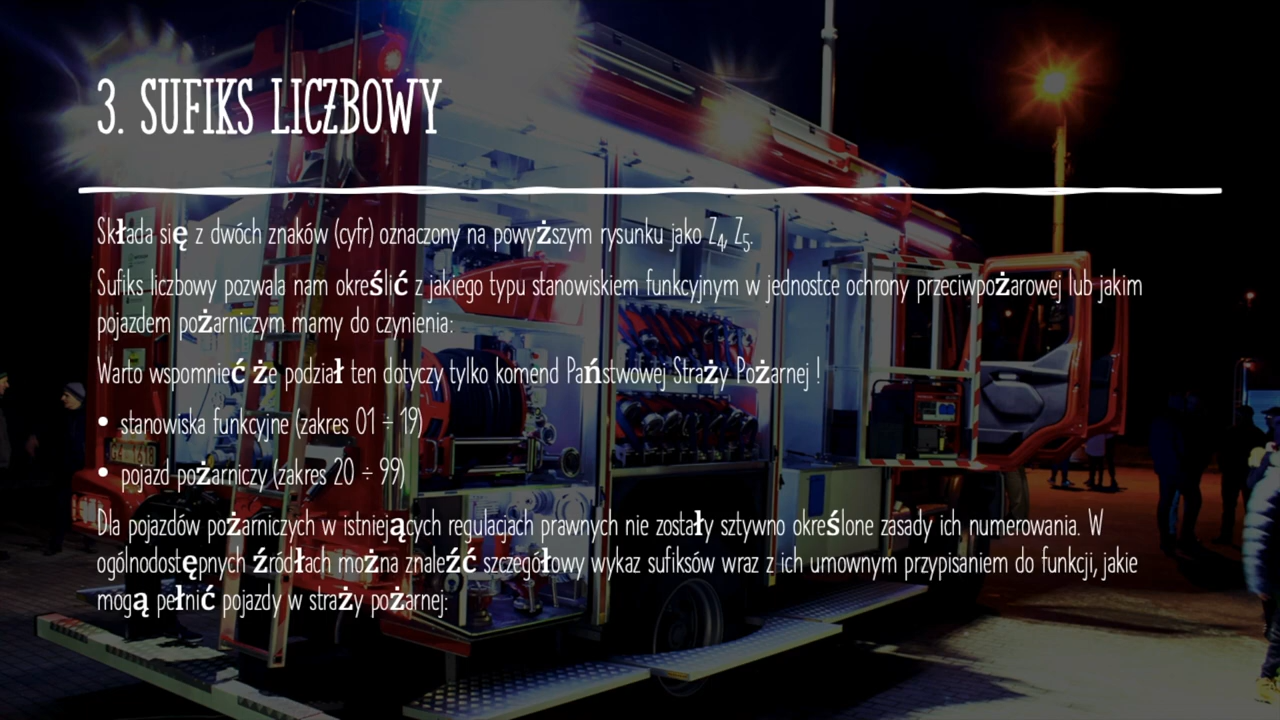 3. SUFIKS LICZBOWY
Składa się z dwóch znaków (cyfr) oznaczony na powyższym rysunku jako Z4, Z5.
Sufiks liczbowy pozwala nam określić z jakiego typu stanowiskiem funkcyjnym w jednostce ochrony przeciwpożarowej lub jakim
pojazdem pożarniczym mamy do czynienia:
Warto wspomnieć że podział ten dotyczy tylko komend Państwowej Straży Pożarnej !
• stanowiska funkcyjne (zakres 01 ÷ 19)
• pojazd pożarniczy (zakres 20 ÷ 99)
Dla pojazdów pożarniczych w istniejących regulacjach prawnych nie zostały sztywno określone zasady ich numerowania. W
ogólnodostępnych źródłach można znaleźć szczegółowy wykaz sufiksów wraz z ich umownym przypisaniem do funkcji, jakie
mogą pełnić pojazdy w straży pożarnej: